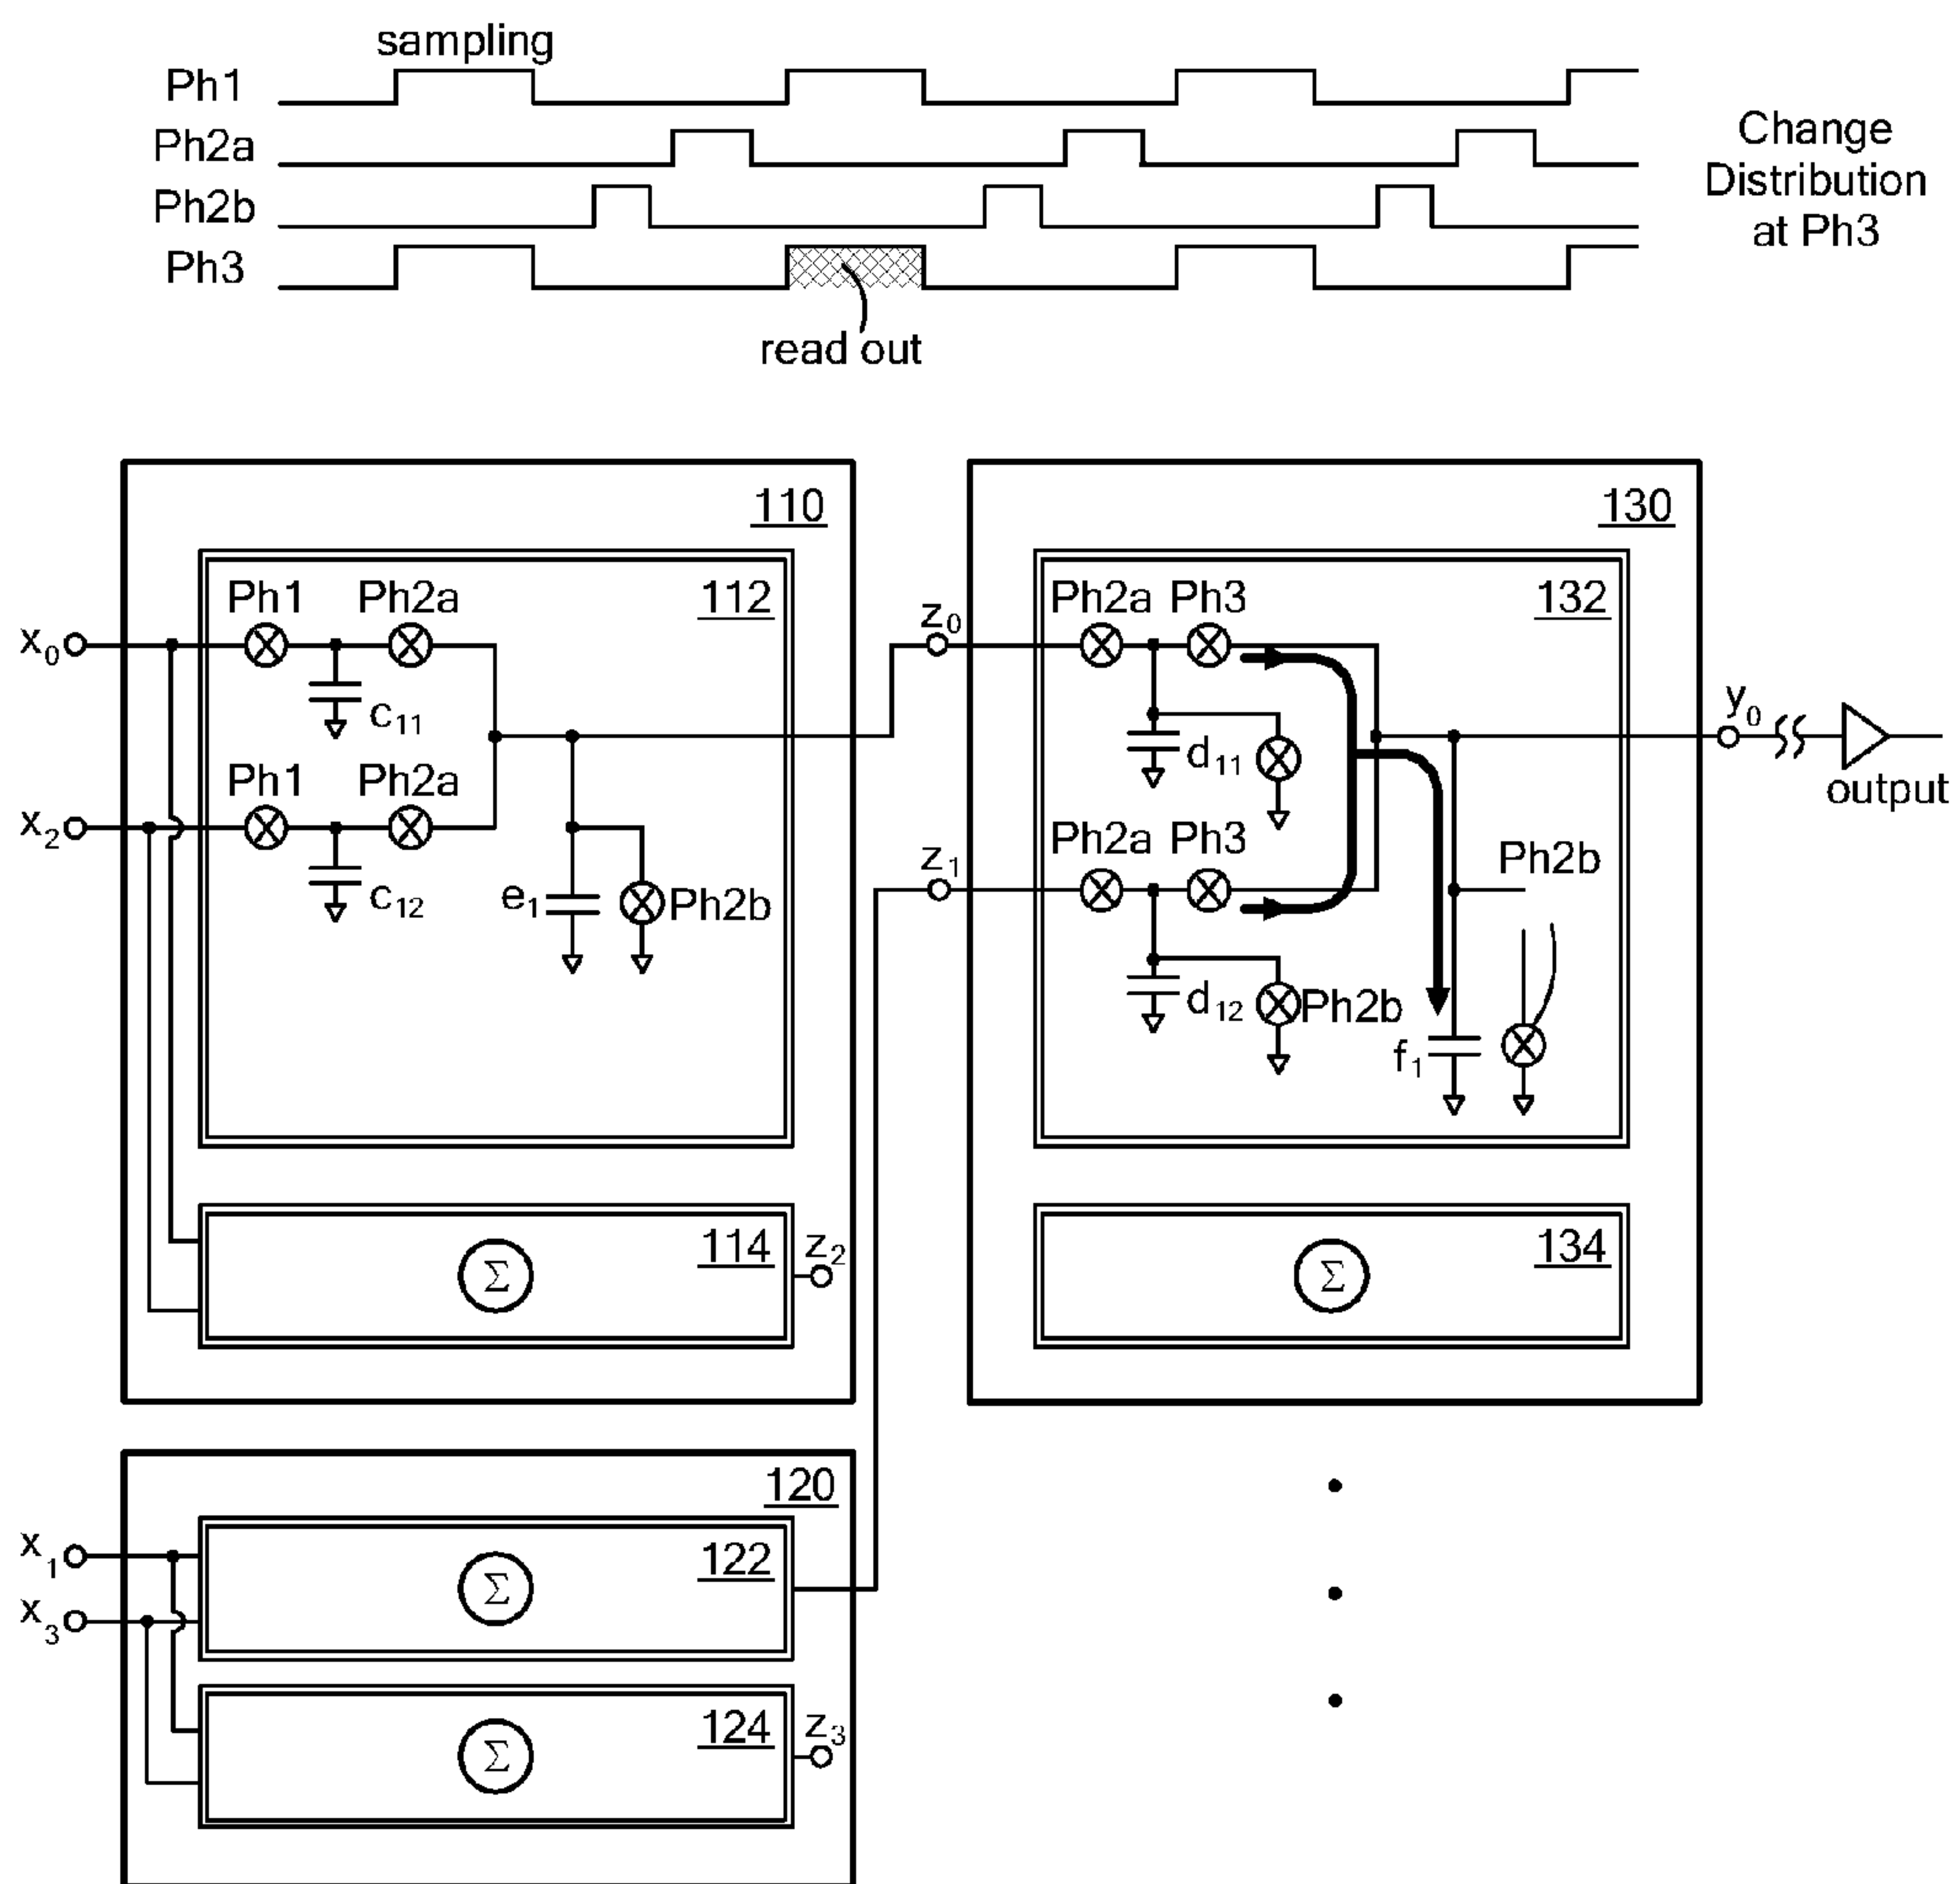 sampling
Ph1
Ph2a
Ph2b
Ph3
read out
Change
Distribution
at Ph3
110
112
Ph1 Ph2a
x0
c11
Ph1 Ph2a
x2
c12
e1
Ph2b
114
Σ
z2
120
x1
x3
122
Σ
124
Σ
z3
130
132
z0
Ph2a Ph3
d11
z1
Ph2a Ph3
d12
Ph2b
Ph2b
f1
y0
output
134
Σ